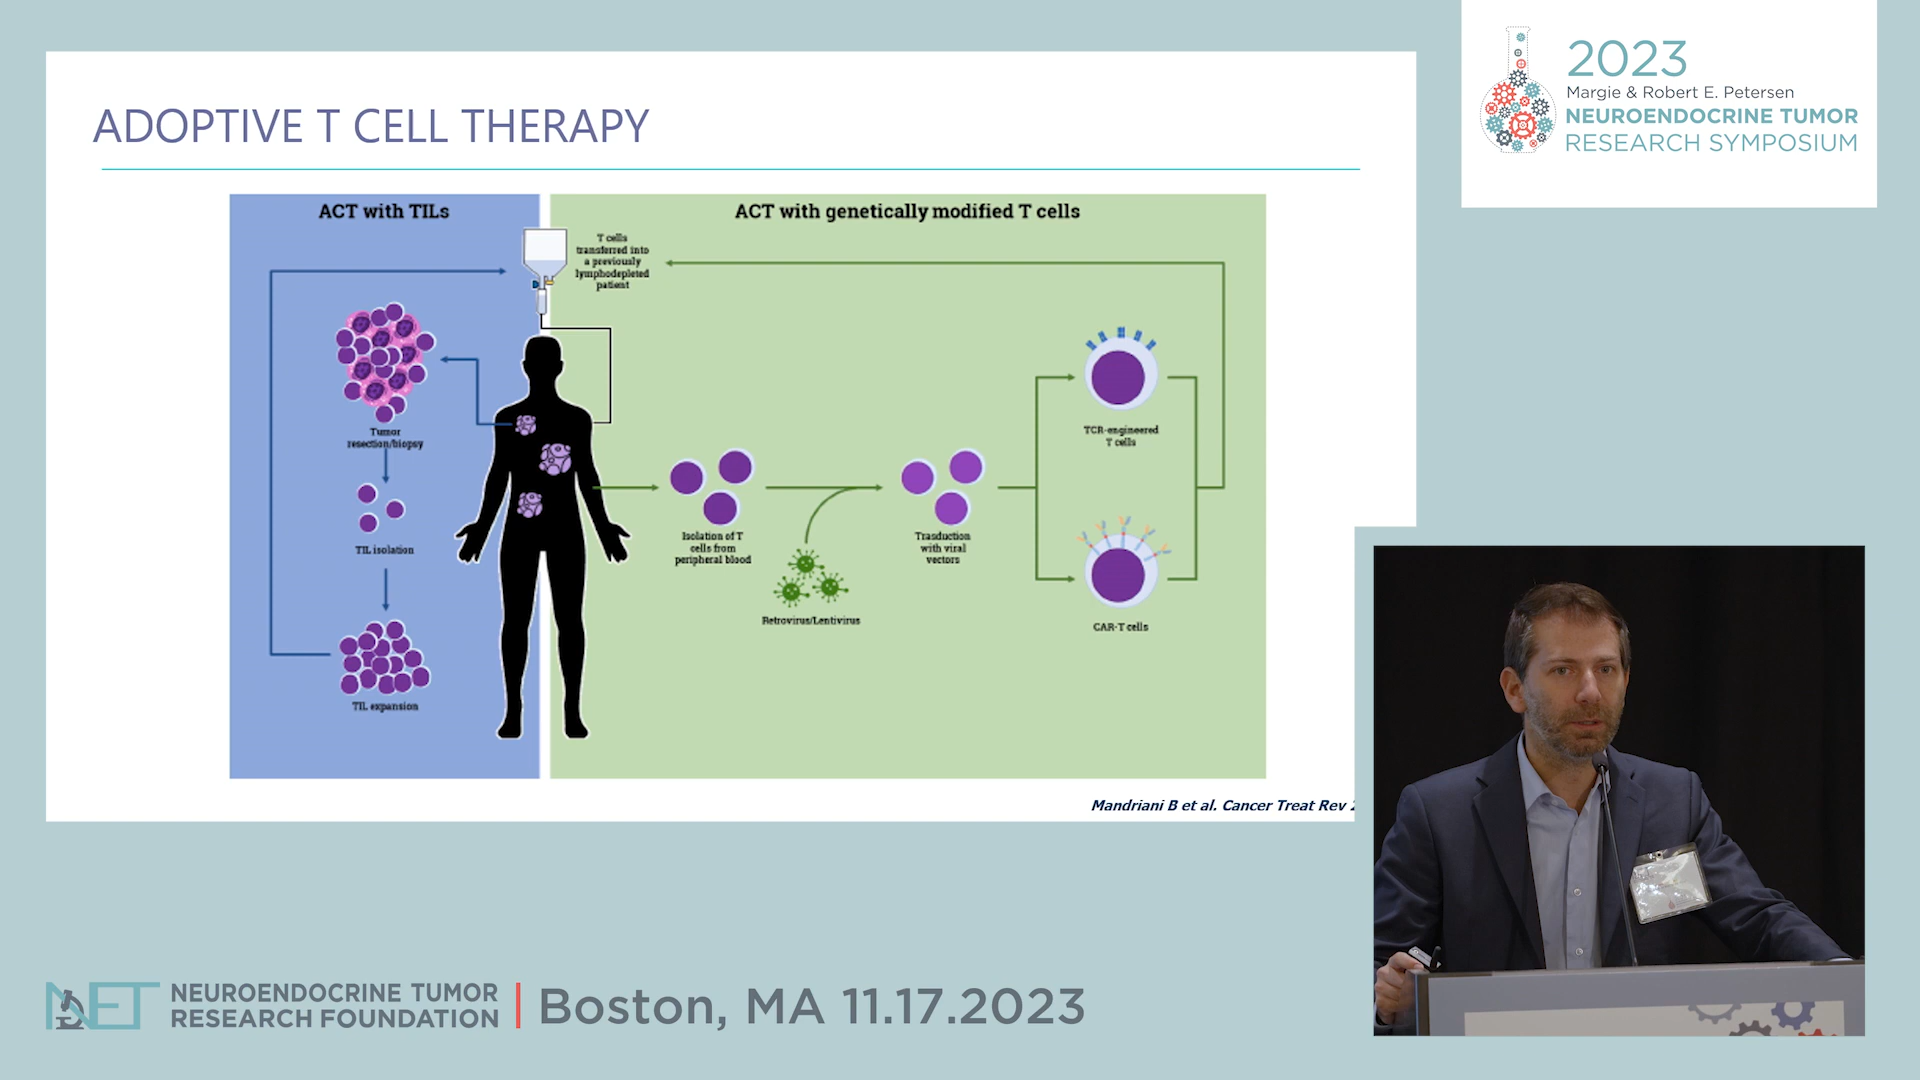 ADOPTIVE T CELL THERAPY
ACT with TILs
ACT with genetically modified T cells
T cells
transferred into
a previously
lymphodepleted
patient
Tumor
resection/biopsy
TIL isolation
TIL expansion
Isolation of T
cells from
peripheral blood
Retrovirus/Lentivirus
Trasduction
with viral
vectors
TCR-engineered
T cells
CAR-T cells
Mandriani B et al. Cancer Treat Rev
2023
Margie & Robert E. Petersen
NEUROENDOCRINE TUMOR
RESEARCH SYMPOSIUM
NET
NEUROENDOCRINE TUMOR
RESEARCH FOUNDATION
Boston, MA 11.17.2023